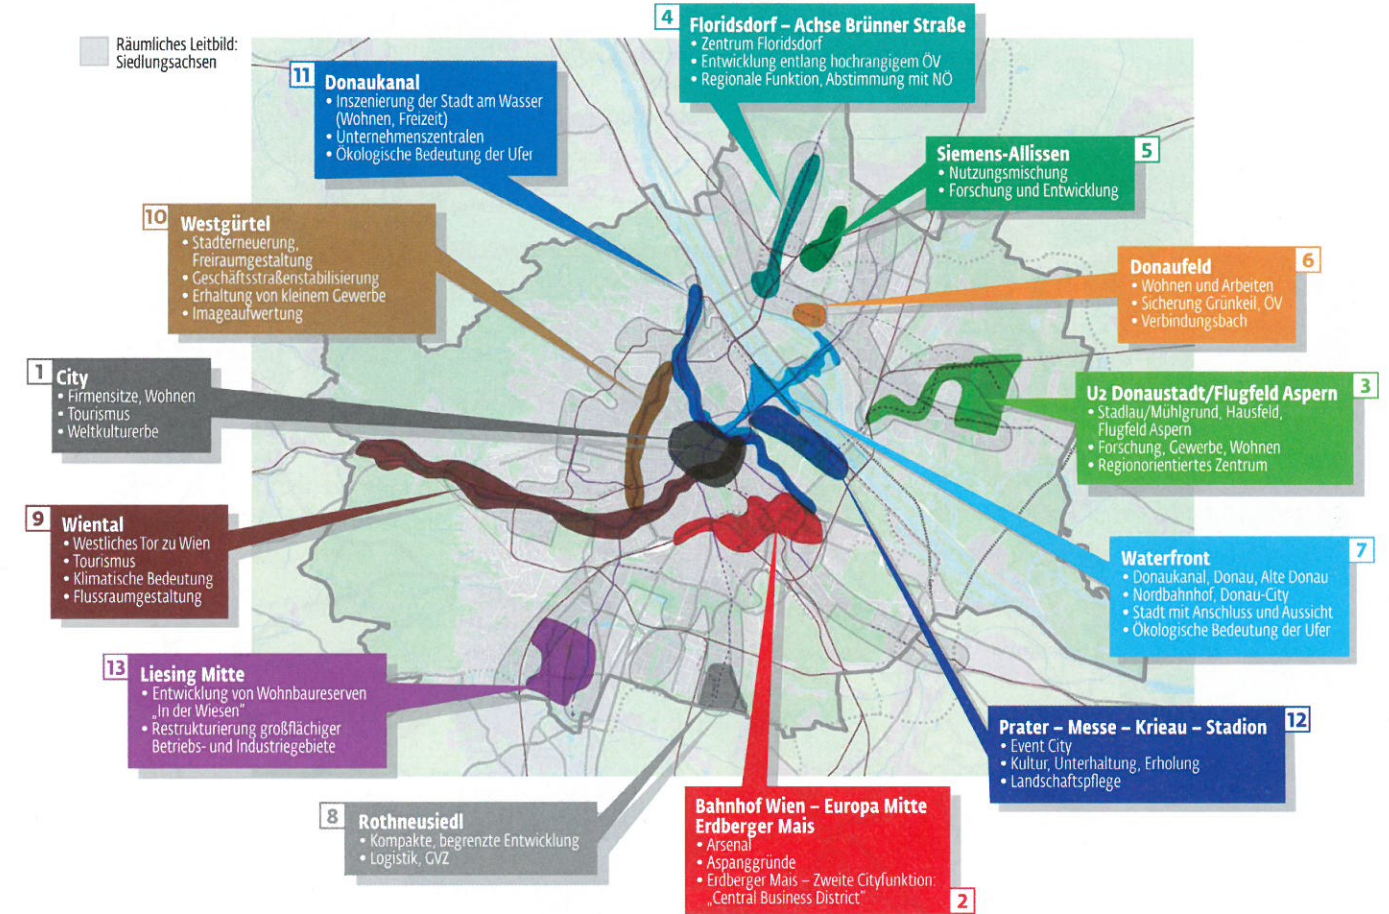 Räumliches Leitbild:
Siedlungsachsen
4
Floridsdorf – Achse Brünner Straße
• Zentrum Floridsdorf
• Entwicklung entlang hochrangigem ÖV
• Regionale Funktion, Abstimmung mit NÖ
11
Donaukanal
• Inszenierung der Stadt am Wasser
(Wohnen, Freizeit)
• Unternehmenszentralen
• Ökologische Bedeutung der Ufer
5
Siemens-Allissen
• Nutzungsmischung
• Forschung und Entwicklung
10
Westgürtel
• Stadterneuerung,
Freiraumgestaltung
• Geschäftsstraßenstabilisierung
• Erhaltung von kleinem Gewerbe
• Imageaufwertung
6
Donaufeld
• Wohnen und Arbeiten
• Sicherung Grünkeil, ÖV
• Verbindungsbach
1
City
• Firmensitze, Wohnen
• Tourismus
• Weltkulturerbe
3
U2 Donaustadt/Flugfeld Aspern
• Stadlau/Mühlgrund, Hausfeld,
Flugfeld Aspern
• Forschung, Gewerbe, Wohnen
• Regionorientiertes Zentrum
9
Wiental
• Westliches Tor zu Wien
• Tourismus
• Klimatische Bedeutung
• Flussraumgestaltung
7
Waterfront
• Donaukanal, Donau, Alte Donau
• Nordbahnhof, Donau-City
• Stadt mit Anschluss und Aussicht
• Ökologische Bedeutung der Ufer
13
Liesing Mitte
• Entwicklung von Wohnbaureserven
„In der Wiesen"
• Restrukturierung großflächiger
Betriebs- und Industriegebiete
12
Prater – Messe – Krieau – Stadion
• Event City
• Kultur, Unterhaltung, Erholung
• Landschaftspflege
8
Rothneusiedl
• Kompakte, begrenzte Entwicklung
• Logistik, GVZ
Bahnhof Wien – Europa Mitte
Erdberger Mais
• Arsenal
• Aspanggründe
• Erdberger Mais – Zweite Cityfunktion:
„Central Business District"
2